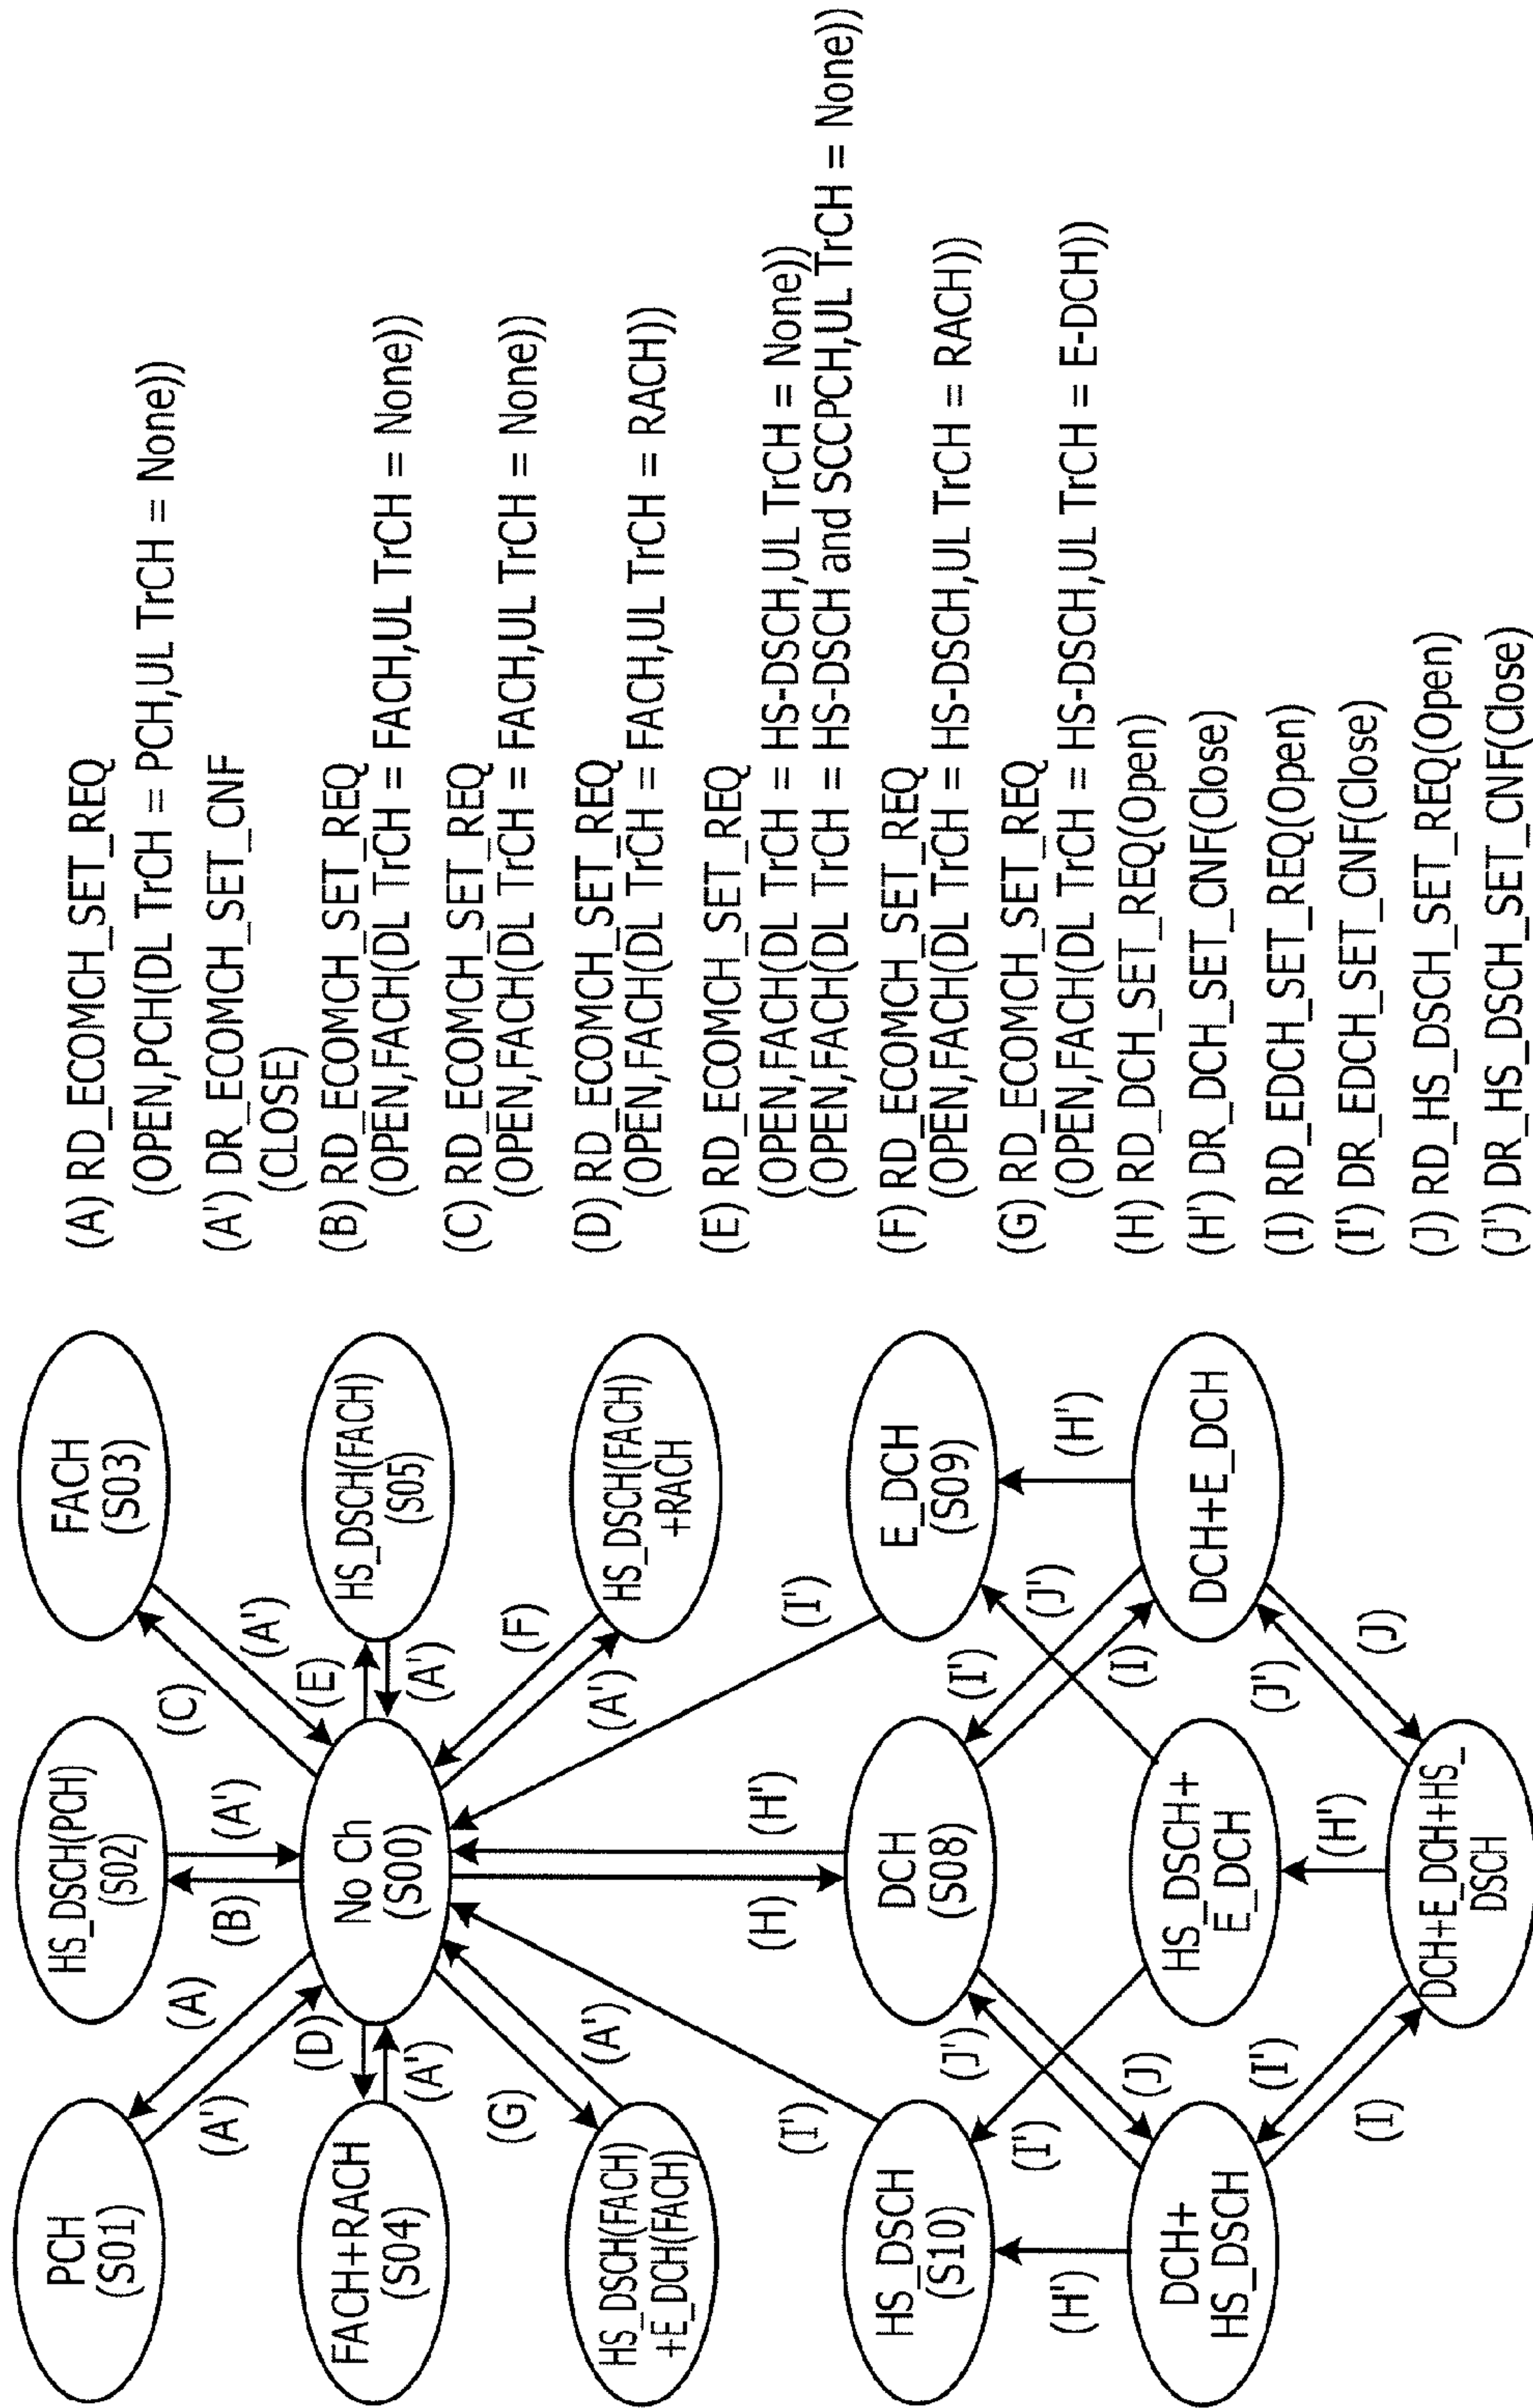 PCH
(S01)
HS_DSCH(PCH)
(S02)
FACH
(S03)
(A)
(A')
(B)
(A')
(C)
(A')
FACH+RACH
(S04)
(D)
(A')
No Ch
(S00)
(E)
(A')
HS_DSCH(FACH)
(S05)
(G)
(A')
(A')
(F)
HS_DSCH(FACH)
+E_DCH(FACH)
HS_DSCH(FACH)
+RACH
(I')
(H)
(H')
(I')
HS_DSCH
(S10)
DCH
(S08)
E_DCH
(S09)
(H')
(I')
(J')
(J)
(I')
(I)
(J')
(H')
DCH+
HS_DSCH
HS_DSCH+
E_DCH
DCH+E_DCH
(I)
(I')
(H')
(J')
(J)
DCH+E_DCH+HS_
DSCH
(A) RD_ECOMCH_SET_REQ
(OPEN,PCH(DL TrCH = PCH,UL TrCH = None))
(A') DR_ECOMCH_SET_CNF
(CLOSE)
(B) RD_ECOMCH_SET_REQ
(OPEN,FACH(DL TrCH = FACH,UL TrCH = None))
(C) RD_ECOMCH_SET_REQ
(OPEN,FACH(DL TrCH = FACH,UL TrCH = None))
(D) RD_ECOMCH_SET_REQ
(OPEN,FACH(DL TrCH = FACH,UL TrCH = RACH))
(E) RD_ECOMCH_SET_REQ
(OPEN,FACH(DL TrCH = HS-DSCH,UL TrCH = None))
(OPEN,FACH(DL TrCH = HS-DSCH and SCCPCH,UL TrCH = None))
(F) RD_ECOMCH_SET_REQ
(OPEN,FACH(DL TrCH = HS-DSCH,UL TrCH = RACH))
(G) RD_ECOMCH_SET_REQ
(OPEN,FACH(DL TrCH = HS-DSCH,UL TrCH = E-DCH))
(H) RD_DCH_SET_REQ(Open)
(H') DR_DCH_SET_CNF(Close)
(I) RD_EDCH_SET_REQ(Open)
(I') DR_EDCH_SET_CNF(Close)
(J) RD_HS_DSCH_SET_REQ(Open)
(J') DR_HS_DSCH_SET_CNF(Close)